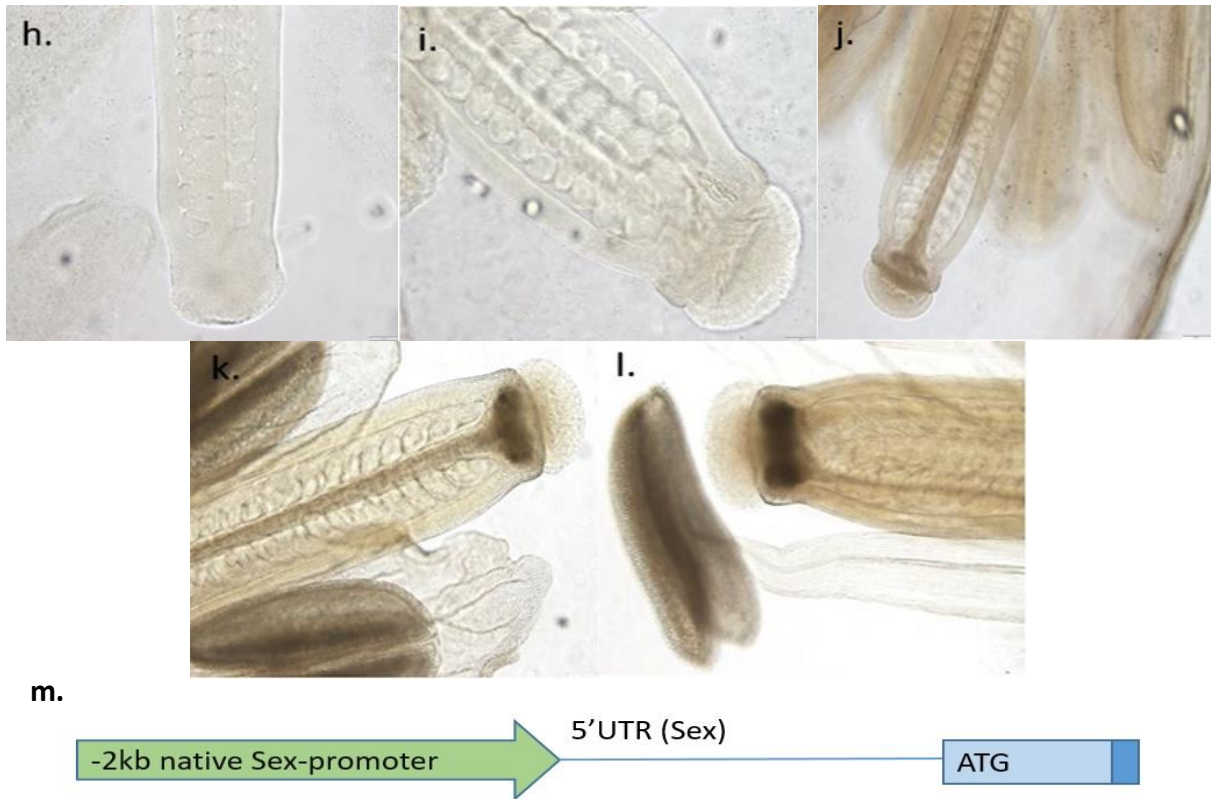 h.
i.
j.
k.
l.
m.
-2kb native Sex-promoter
5’UTR (Sex)
ATG